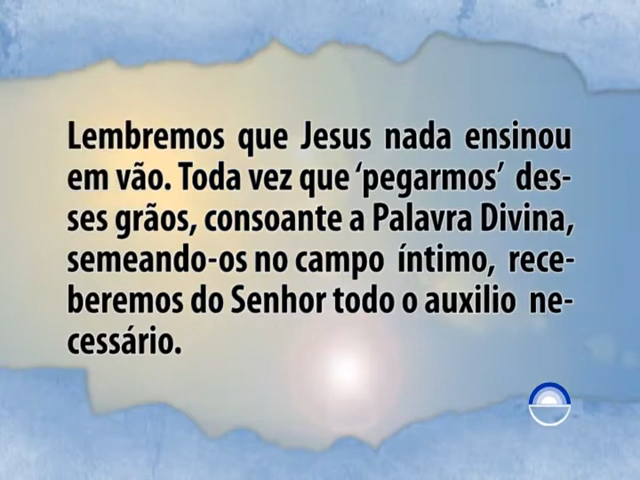 Lembremos que Jesus nada ensinou
em vão. Toda vez que ‘pegarmos’ des-
ses grãos, consoante a Palavra Divina,
semeando-os no campo íntimo, rece-
beremos do Senhor todo o auxilio ne-
cessário.